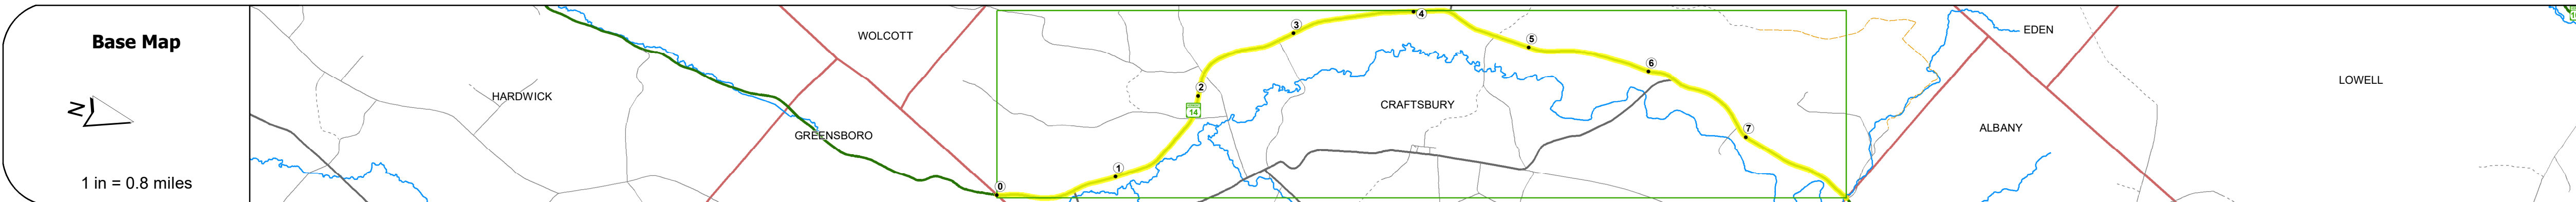 Base Map
N
1 in = 0.8 miles
HARDWICK
GREENSBORO
WOLCOTT
0
1
2
14
3
4
5
6
7
CRAFTSBURY
EDEN
ALBANY
LOWELL